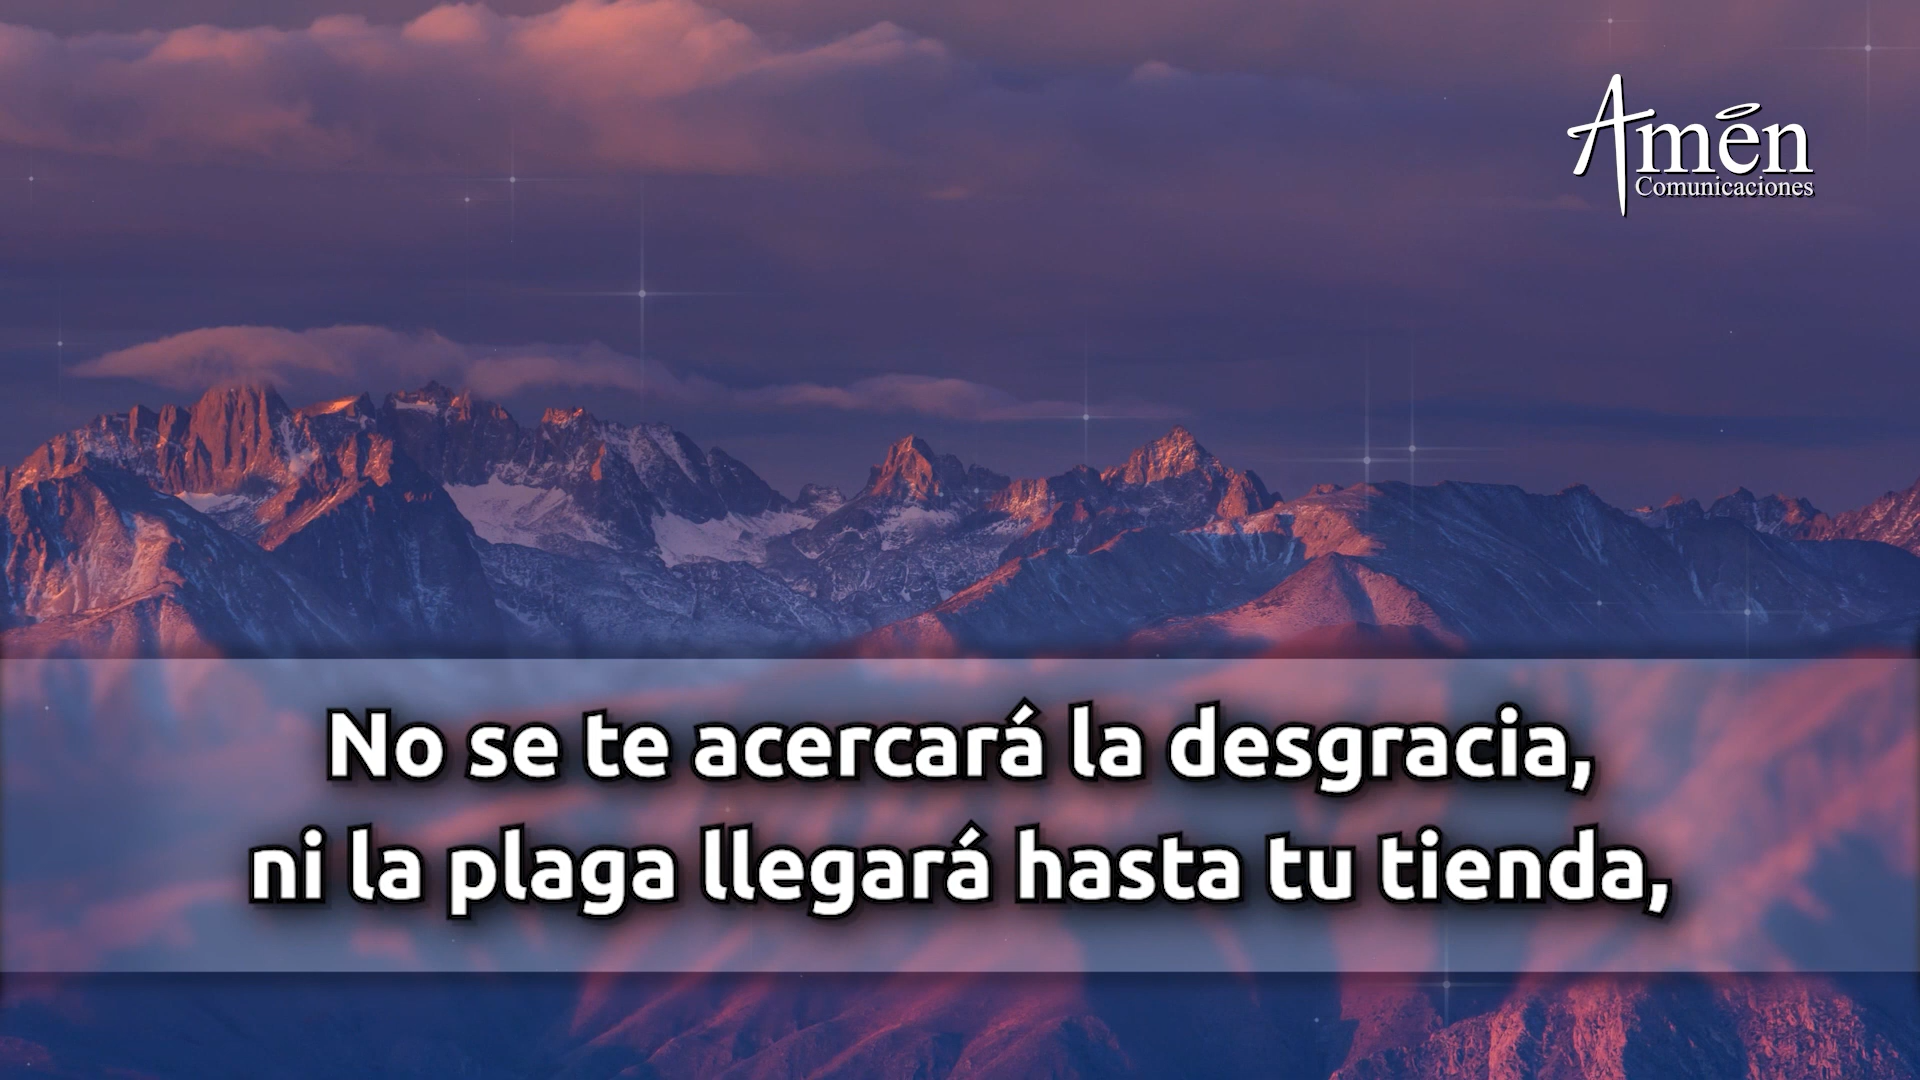 Amén
Comunicaciones
No se te acercará la desgracia,
ni la plaga llegará hasta tu tienda,